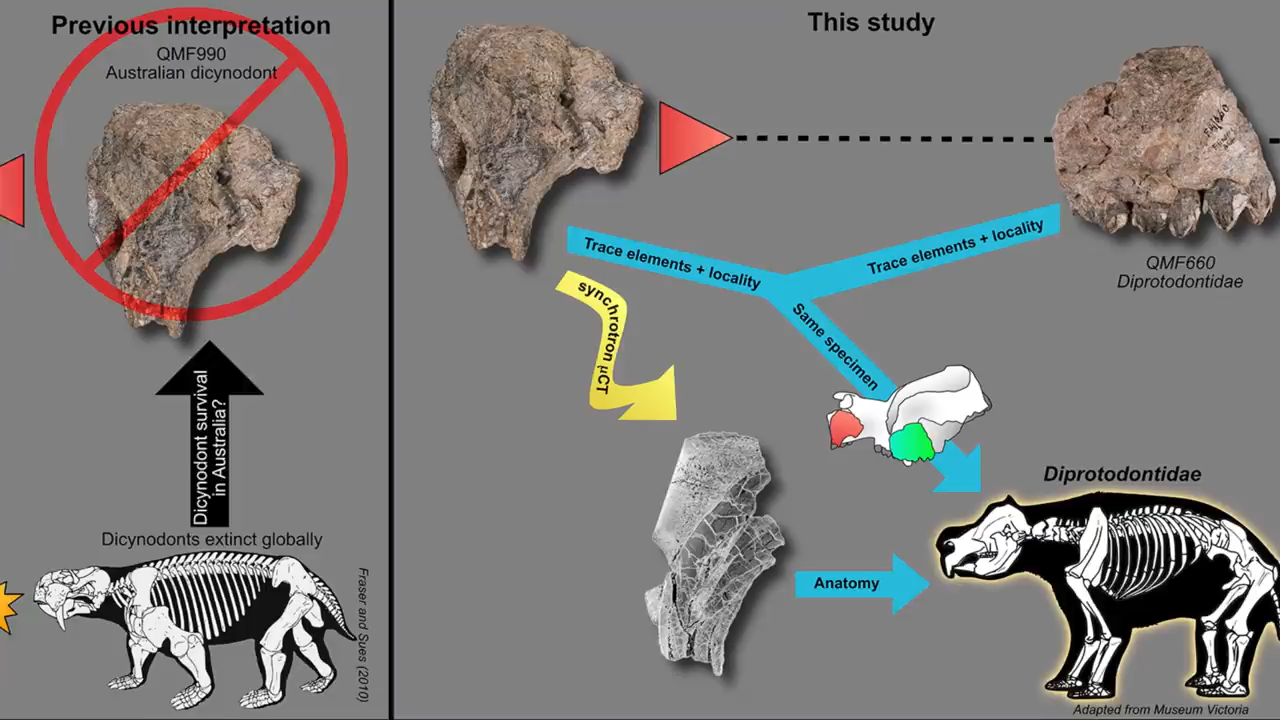 Previous interpretation
QMF990
Australian dicynodont
Dicynodont survival
in Australia?
Dicynodonts extinct globally
Fraser and Sues (2010)
This study
Trace elements + locality
Trace elements + locality
QMF660
Diprotodontidae
synchrotron µCT
Same specimen
Anatomy
Diprotodontidae
Adapted from Museum Victoria